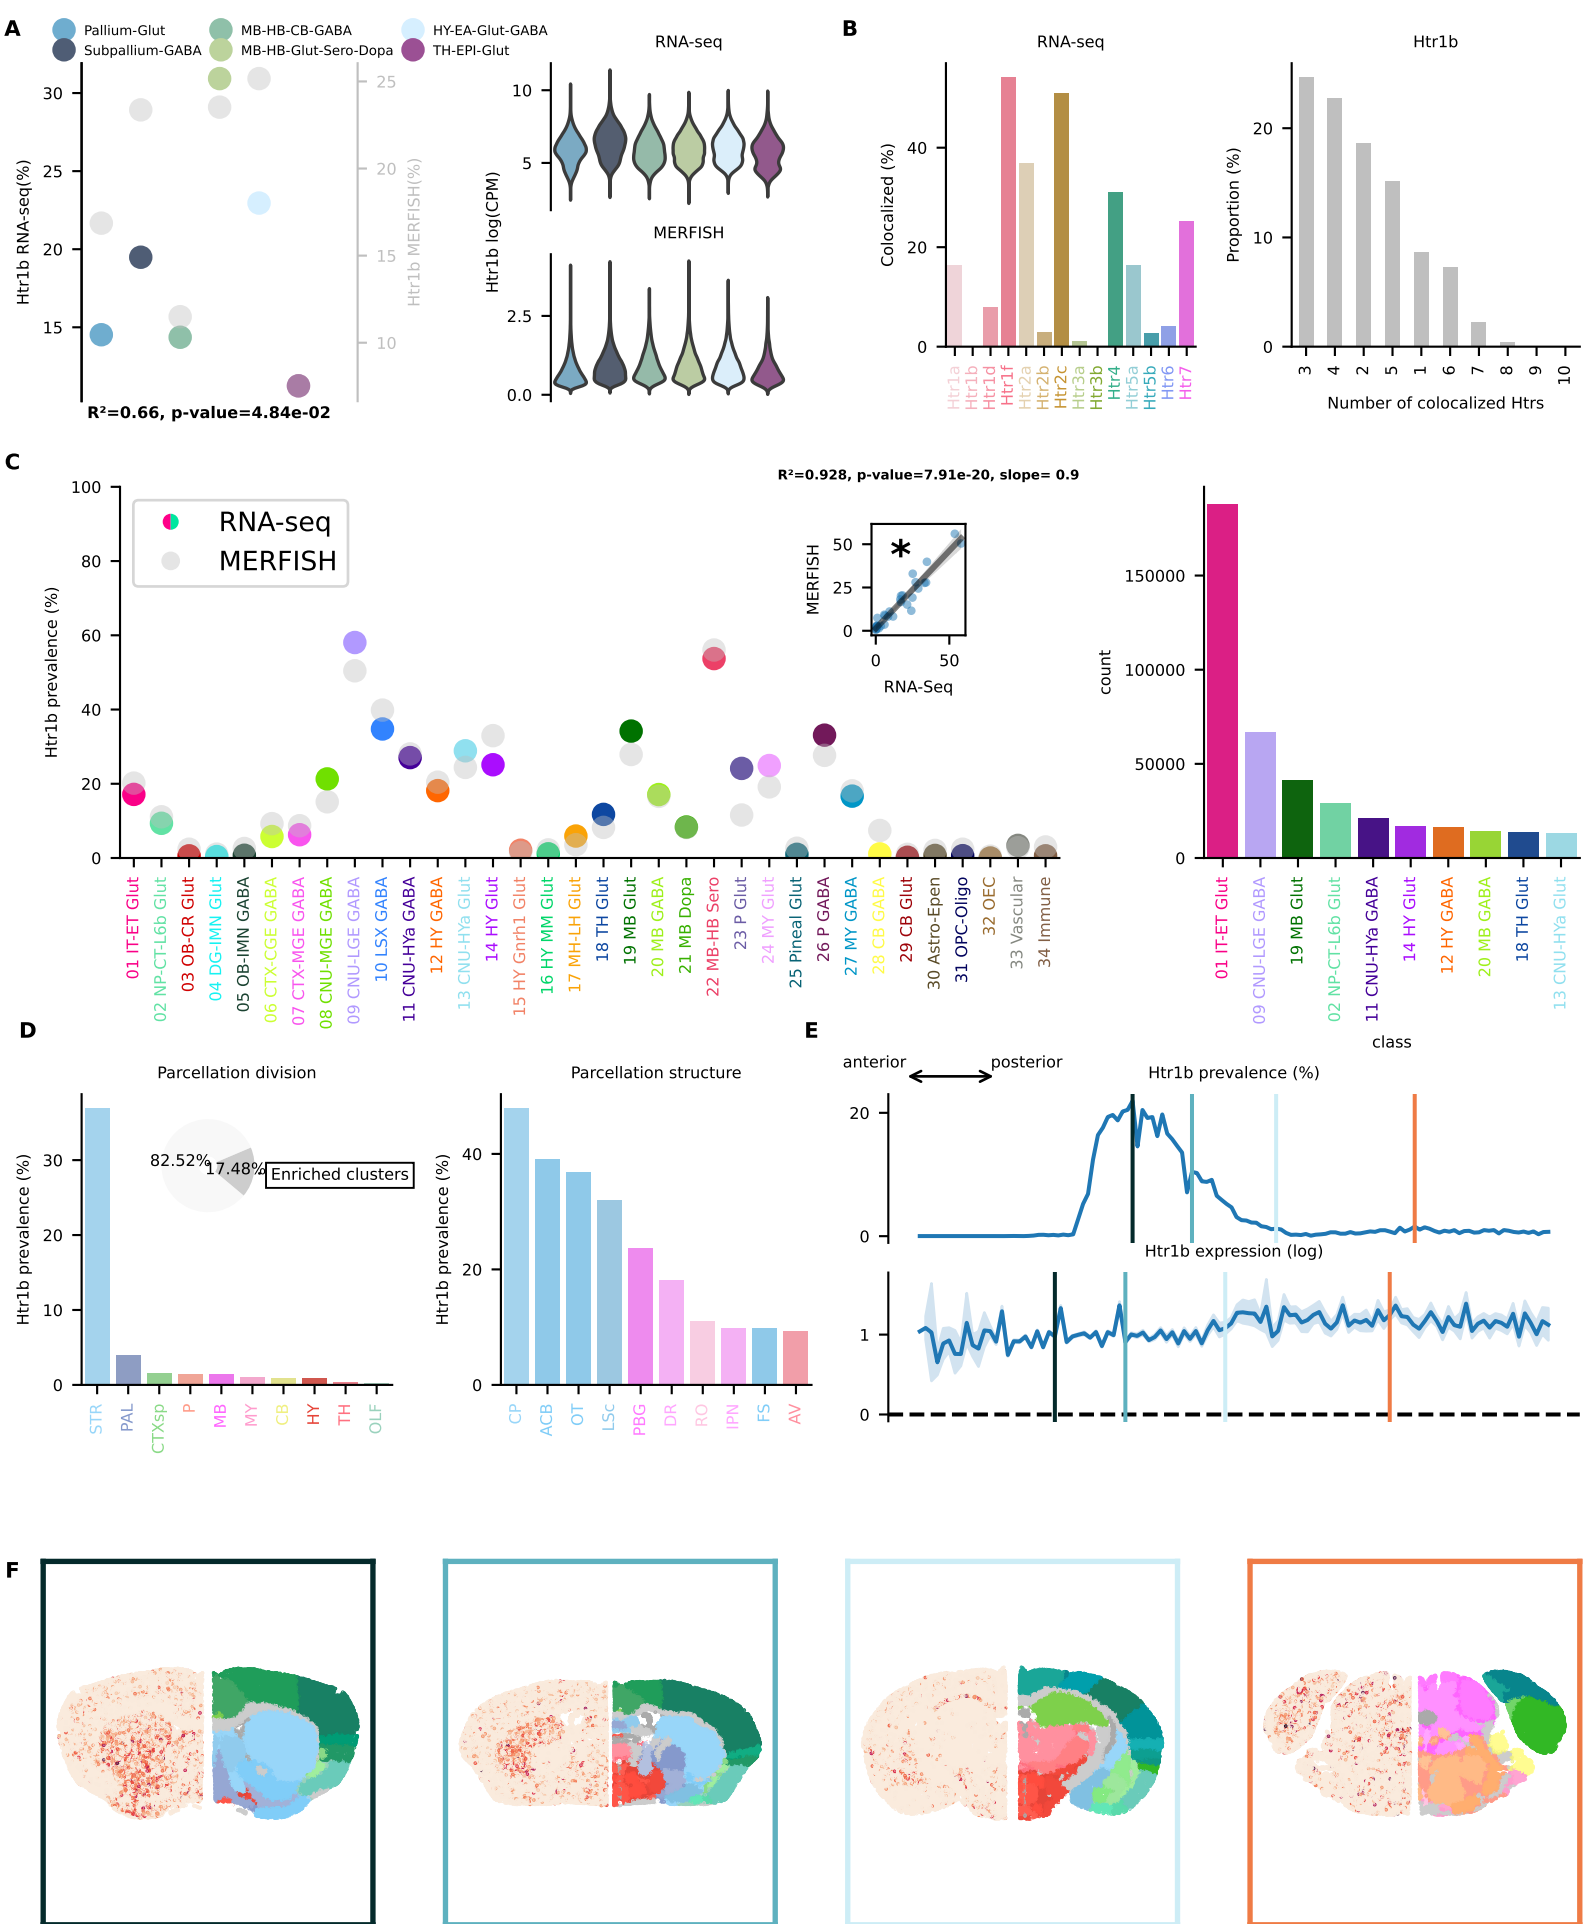 A
Pallium-Glut
MB-HB-CB-GABA
HY-EA-Glut-GABA
Subpallium-GABA
MB-HB-Glut-Sero-Dopa
TH-EPI-Glut
Htr1b RNA-seq(%)
30
25
20
15
Htr1b MERFISH(%)
25
20
15
10
R²=0.66, p-value=4.84e-02
RNA-seq
Htr1b log(CPM)
10
5
MERFISH
2.5
0.0
B
RNA-seq
Colocalized (%)
40
20
0
Htr1a
Htr1b
Htr1d
Htr1f
Htr2a
Htr2b
Htr2c
Htr3a
Htr3b
Htr4
Htr5a
Htr5b
Htr6
Htr7
Htr1b
Proportion (%)
20
10
0
3
4
2
5
1
6
7
8
9
10
Number of colocalized Htrs
C
Htr1b prevalence (%)
100
80
60
40
20
0
RNA-seq
MERFISH
R²=0.928, p-value=7.91e-20, slope= 0.9
MERFISH
50
25
0
*
0
50
RNA-Seq
01 IT-ET Glut
02 NP-CT-L6b Glut
03 OB-CR Glut
04 DG-IMN Glut
05 OB-IMN GABA
06 CTX-CGE GABA
07 CTX-MGE GABA
08 CNU-MGE GABA
09 CNU-LGE GABA
10 LSX GABA
11 CNU-HYa GABA
12 HY GABA
13 CNU-HYa Glut
14 HY Glut
15 HY Gnrh1 Glut
16 HY MM Glut
17 MH-LH Glut
18 TH Glut
19 MB Glut
20 MB GABA
21 MB Dopa
22 MB-HB Sero
23 P Glut
24 MY Glut
25 Pineal Glut
26 P GABA
27 MY GABA
28 CB GABA
29 CB Glut
30 Astro-Epen
31 OPC-Oligo
32 OEC
33 Vascular
34 Immune
count
150000
100000
50000
0
01 IT-ET Glut
09 CNU-LGE GABA
19 MB Glut
02 NP-CT-L6b Glut
11 CNU-HYa GABA
14 HY Glut
12 HY GABA
20 MB GABA
18 TH Glut
13 CNU-HYa Glut
class
D
Parcellation division
Htr1b prevalence (%)
30
20
10
0
82.52%
17.48%
Enriched clusters
STR
PAL
CTXsp
P
MB
MY
CB
HY
TH
OLF
Parcellation structure
Htr1b prevalence (%)
40
20
0
CP
ACB
OT
LSc
PBG
DR
RO
IPN
FS
AV
E
anterior
posterior
Htr1b prevalence (%)
20
0
Htr1b expression (log)
1
0
F